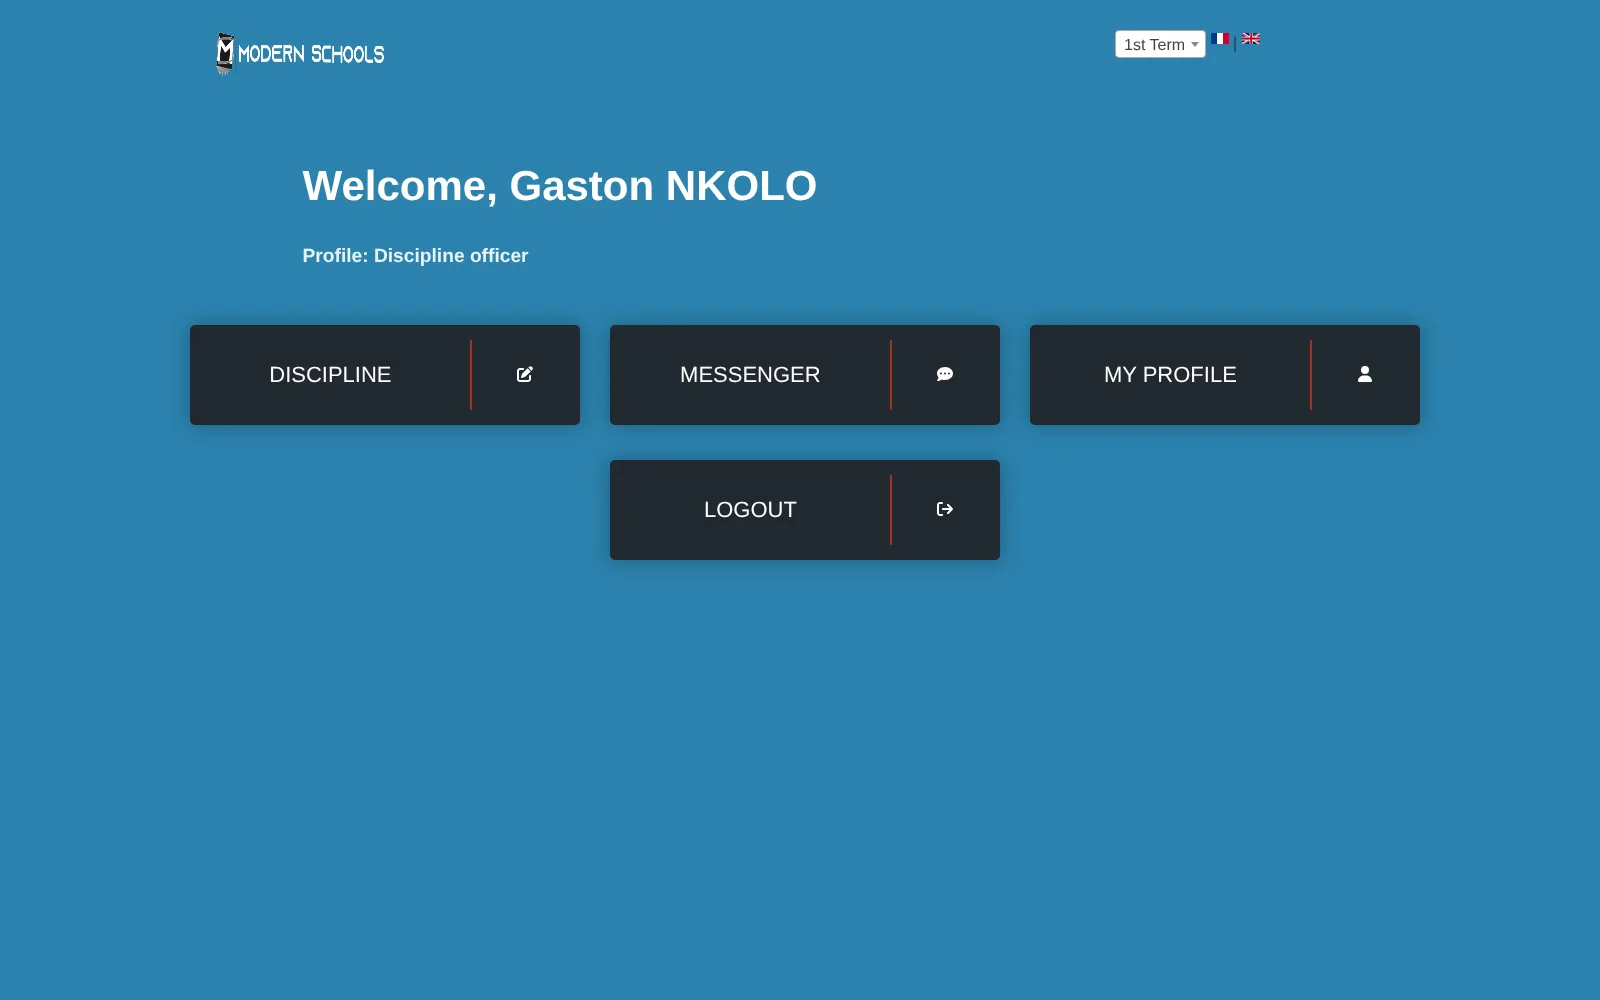 MODERN SCHOOLS
1st Term
|
Welcome, Gaston NKOLO
Profile: Discipline officer
DISCIPLINE
MESSENGER
MY PROFILE
LOGOUT